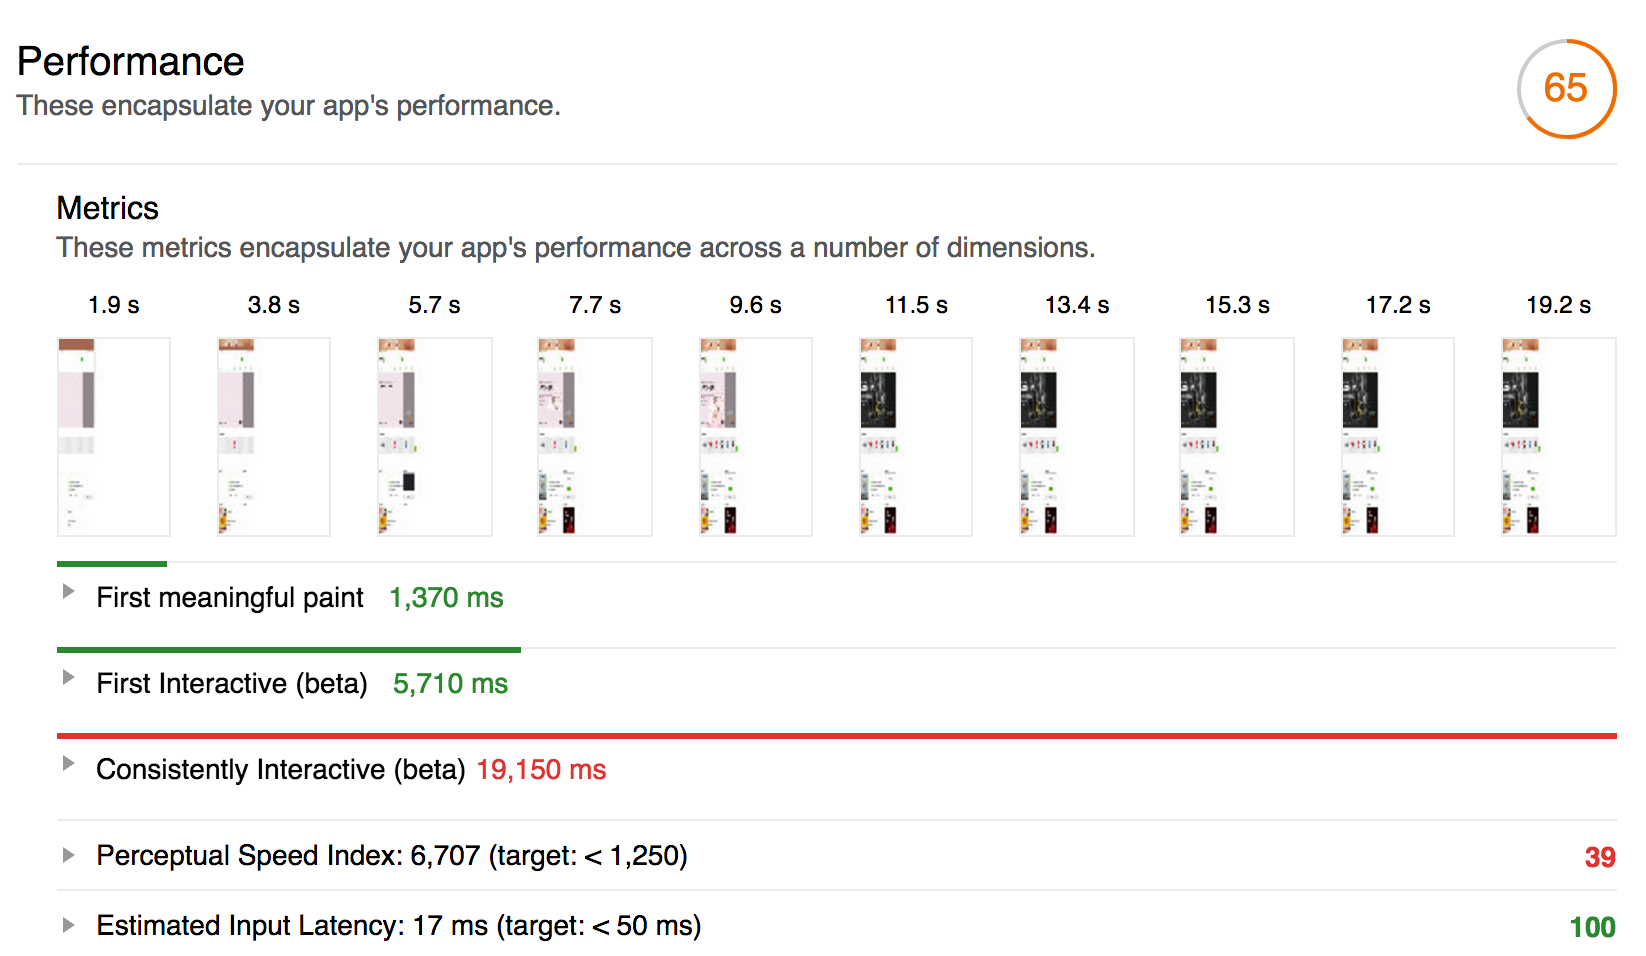 Performance
65
These encapsulate your app's performance.
Metrics
These metrics encapsulate your app's performance across a number of dimensions.
1.9 s 3.8 s 5.7 s 7.7 s 9.6 s 11.5 s 13.4 s 15.3 s 17.2 s 19.2 s
First meaningful paint 1,370 ms
First Interactive (beta) 5,710 ms
Consistently Interactive (beta) 19,150 ms
Perceptual Speed Index: 6,707 (target: < 1,250) 39
Estimated Input Latency: 17 ms (target: < 50 ms) 100